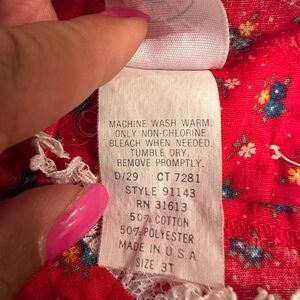 MACHINE WASH WARM.
ONLY NON-CHLORINE
BLEACH WHEN NEEDED.
TUMBLE DRY,
REMOVE PROMPTLY.
D/29 CT 7281
STYLE 91143
RN 31613
50% COTTON
50% POLYESTER
MADE IN U.S.A.
SIZE 3T